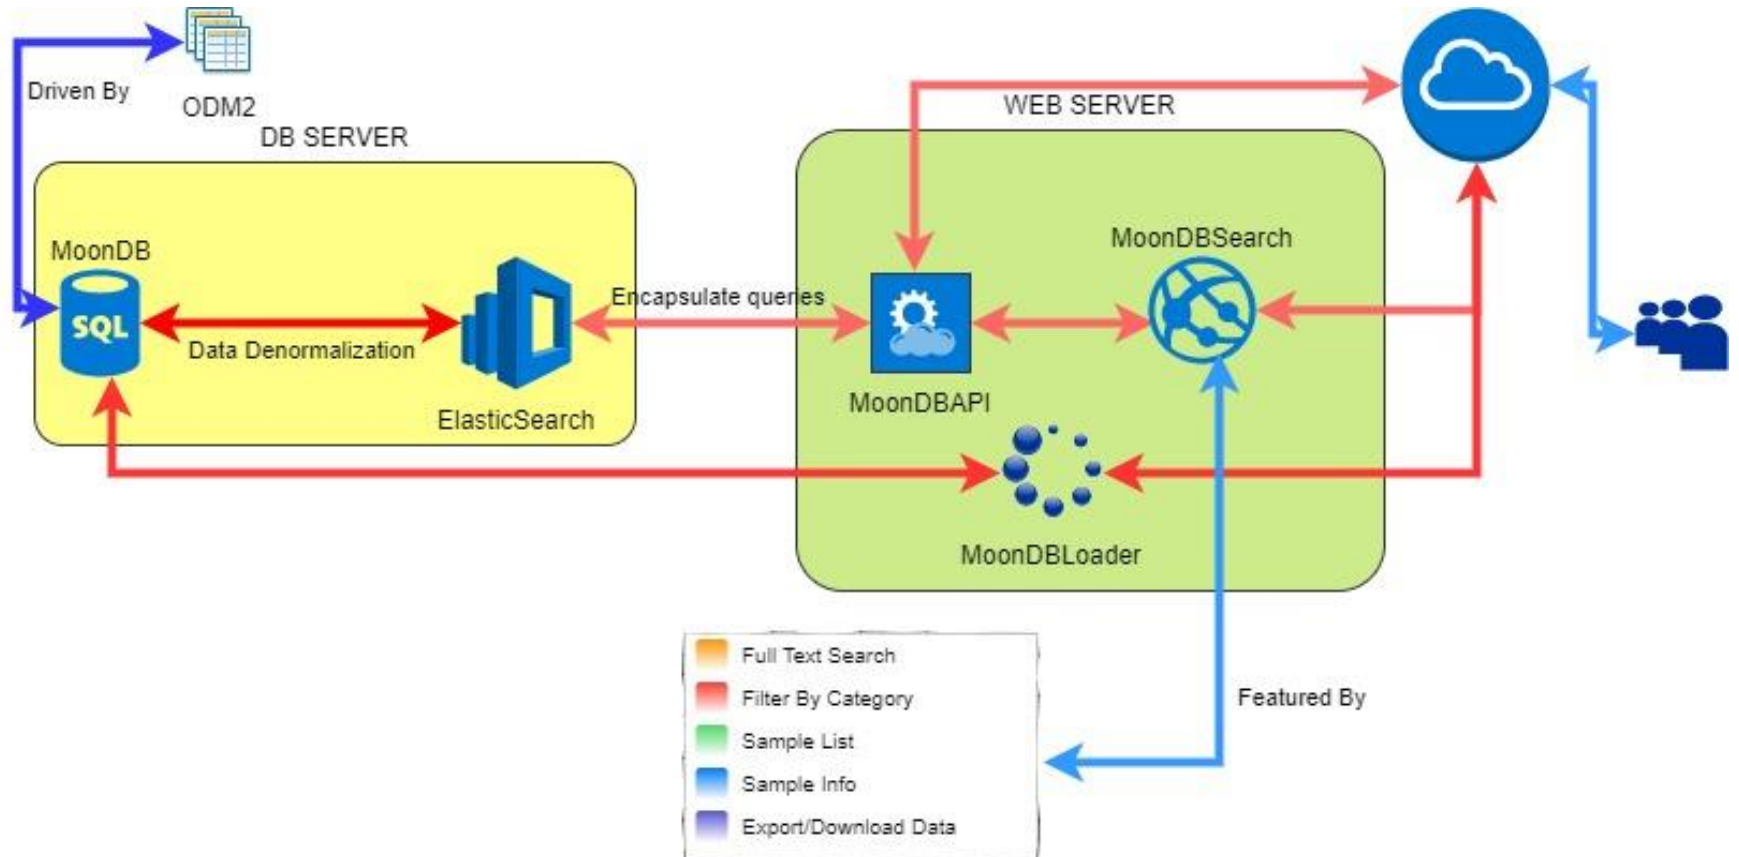 Driven By
ODM2
DB SERVER
WEB SERVER
MoonDB
SQL
Data Denormalization
ElasticSearch
Encapsulate queries
MoonDBAPI
MoonDBSearch
MoonDBLoader
Full Text Search
Filter By Category
Sample List
Sample Info
Export/Download Data
Featured By